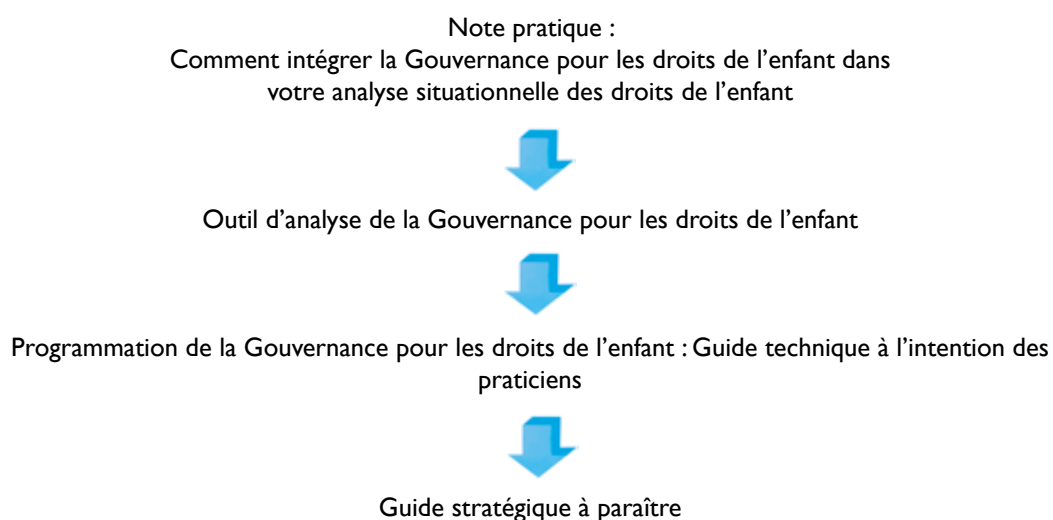 Note pratique :
Comment intégrer la Gouvernance pour les droits de l’enfant dans
votre analyse situationnelle des droits de l’enfant
Outil d’analyse de la Gouvernance pour les droits de l’enfant
Programmation de la Gouvernance pour les droits de l’enfant : Guide technique à l’intention des
praticiens
Guide stratégique à paraître